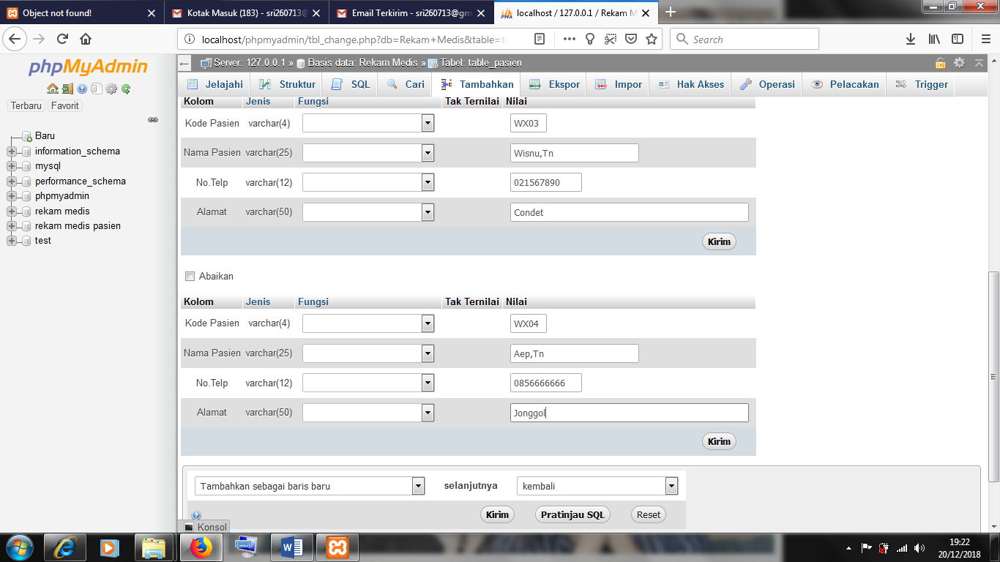 Object not found!
Kotak Masuk (183) - sri260713@
Email Terkirim - sri260713@gm
localhost / 127.0.0.1 / Rekam M
localhost/phpmyadmin/tbl_change.php?db=Rekam+Medis&table=ta
Search
phpMyAdmin
Terbaru Favorit
Baru
information_schema
mysql
performance_schema
phpmyadmin
rekam medis
rekam medis pasien
test
Server: 127.0.0.1 » Basis data: Rekam Medis » Tabel: table_pasien
Jelajahi Struktur SQL Cari Tambahkan Ekspor Impor Hak Akses Operasi Pelacakan Trigger
Kolom Jenis Fungsi Tak Ternilai Nilai
Kode Pasien varchar(4) WX03
Nama Pasien varchar(25) Wisnu,Tn
No.Telp varchar(12) 021567890
Alamat varchar(50) Condet
Kirim
Abaikan
Kolom Jenis Fungsi Tak Ternilai Nilai
Kode Pasien varchar(4) WX04
Nama Pasien varchar(25) Aep,Tn
No.Telp varchar(12) 0856666666
Alamat varchar(50) Jonggol
Kirim
Tambahkan sebagai baris baru selanjutnya kembali
Kirim Pratinjau SQL Reset
Konsol
19:22
20/12/2018